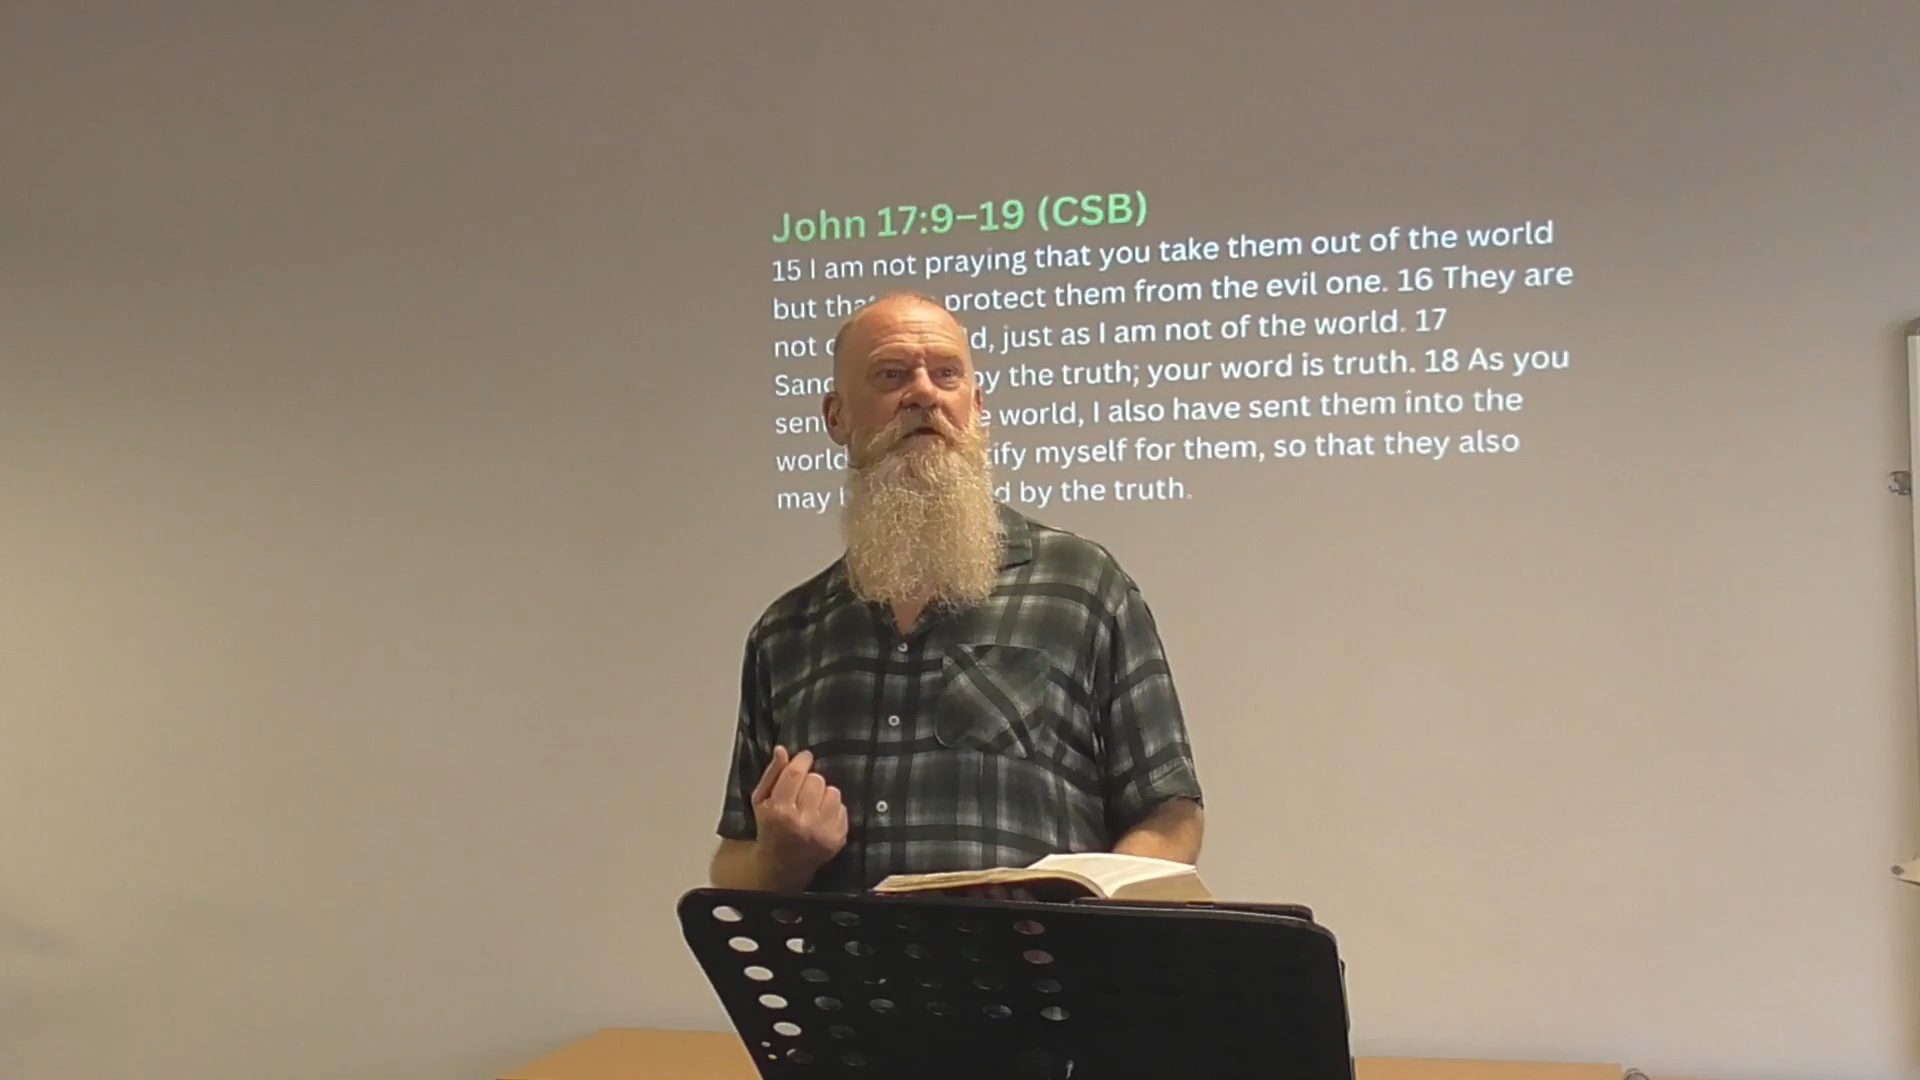 John 17:9–19 (CSB)
15 I am not praying that you take them out of the world
but protect them from the evil one. 16 They are
not just as I am not of the world. 17
by the truth; your word is truth. 18 As you
world, I also have sent them into the
myself for them, so that they also
may by the truth.